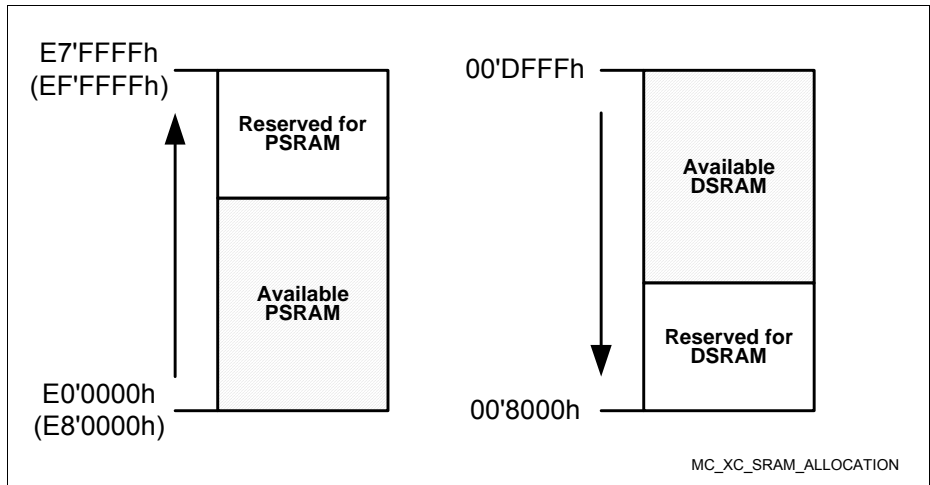 E7'FFFFh
(EF'FFFFh)
Reserved for
PSRAM
Available
PSRAM
E0'0000h
(E8'0000h)
00'DFFFh
Available
DSRAM
Reserved for
DSRAM
00'8000h
MC_XC_SRAM_ALLOCATION